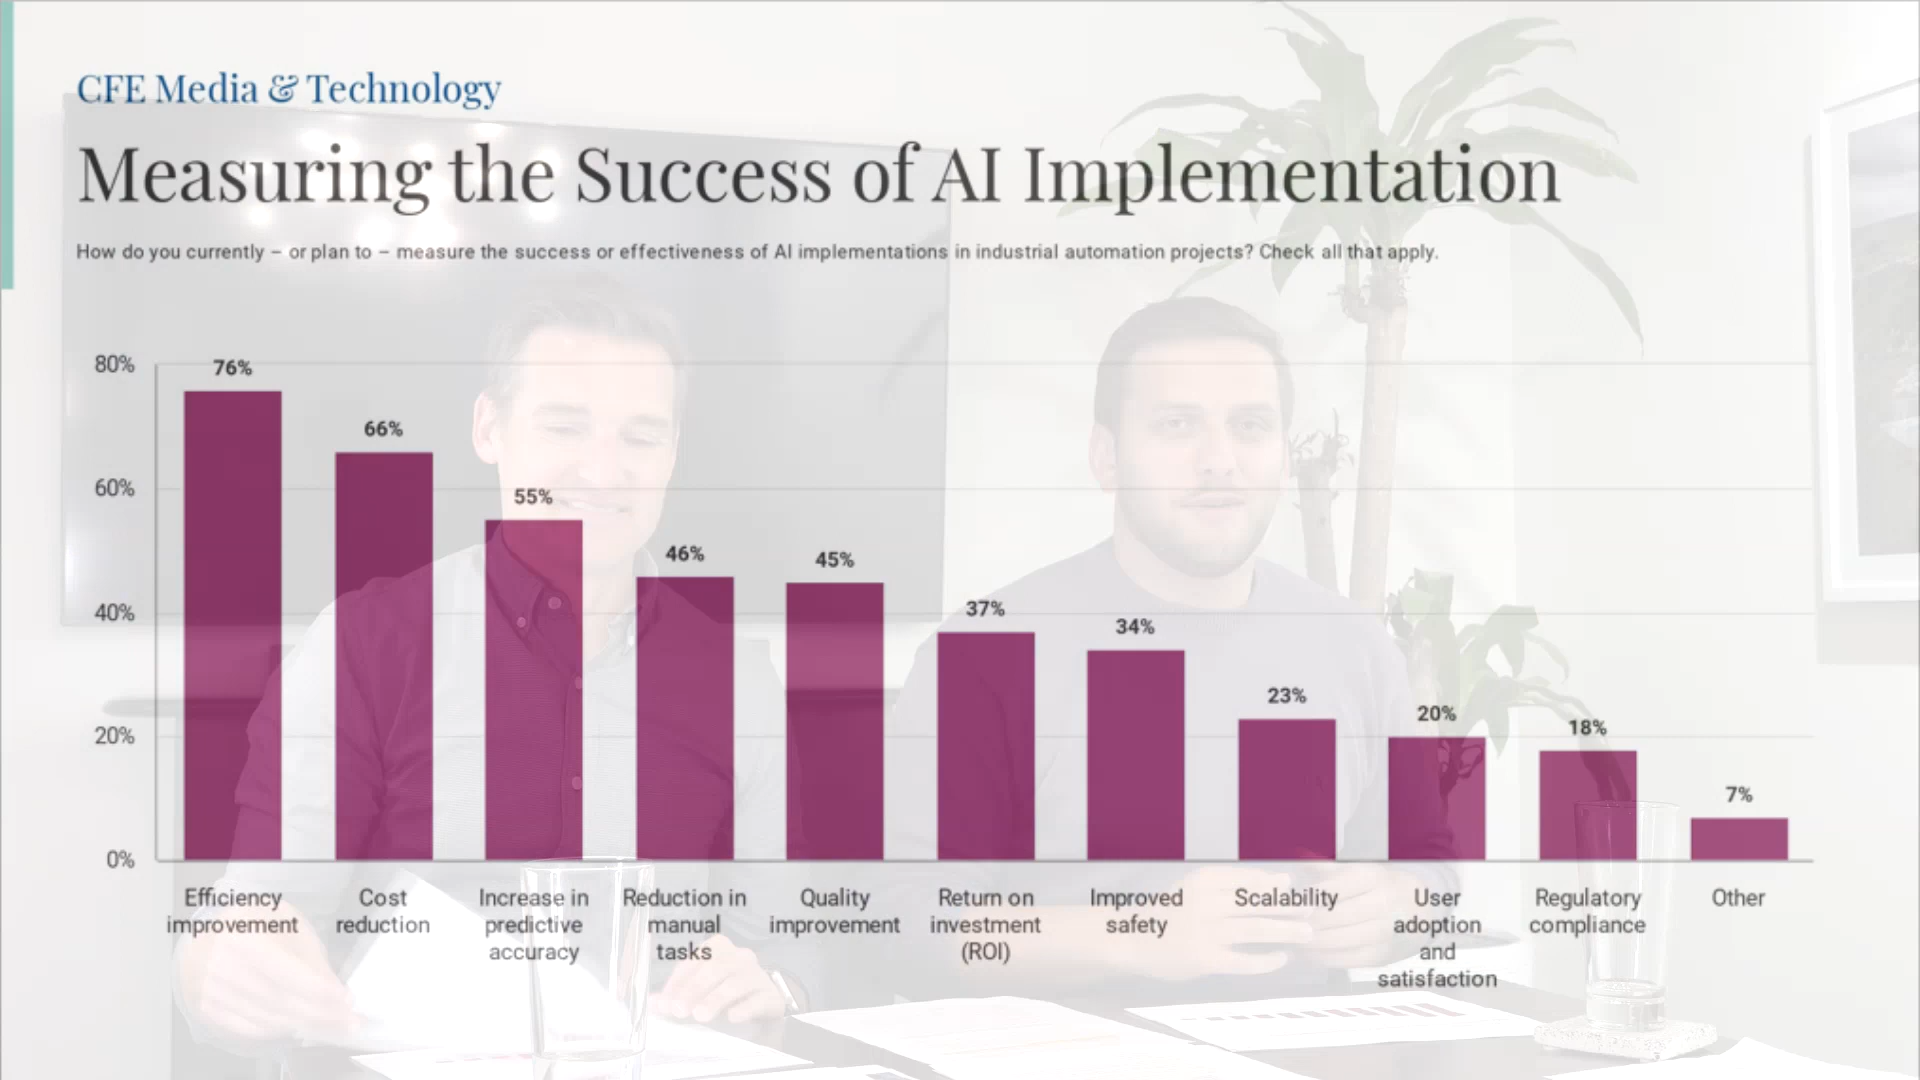 CFE Media & Technology
Measuring the Success of AI Implementation
How do you currently – or plan to – measure the success or effectiveness of AI implementations in industrial automation projects? Check all that apply.
80%
60%
40%
20%
0%
76%
66%
55%
46%
45%
37%
34%
23%
20%
18%
7%
Efficiency
improvement
Cost
reduction
Increase in
predictive
accuracy
Reduction in
manual
tasks
Quality
improvement
Return on
investment
(ROI)
Improved
safety
Scalability
User
adoption
and
satisfaction
Regulatory
compliance
Other